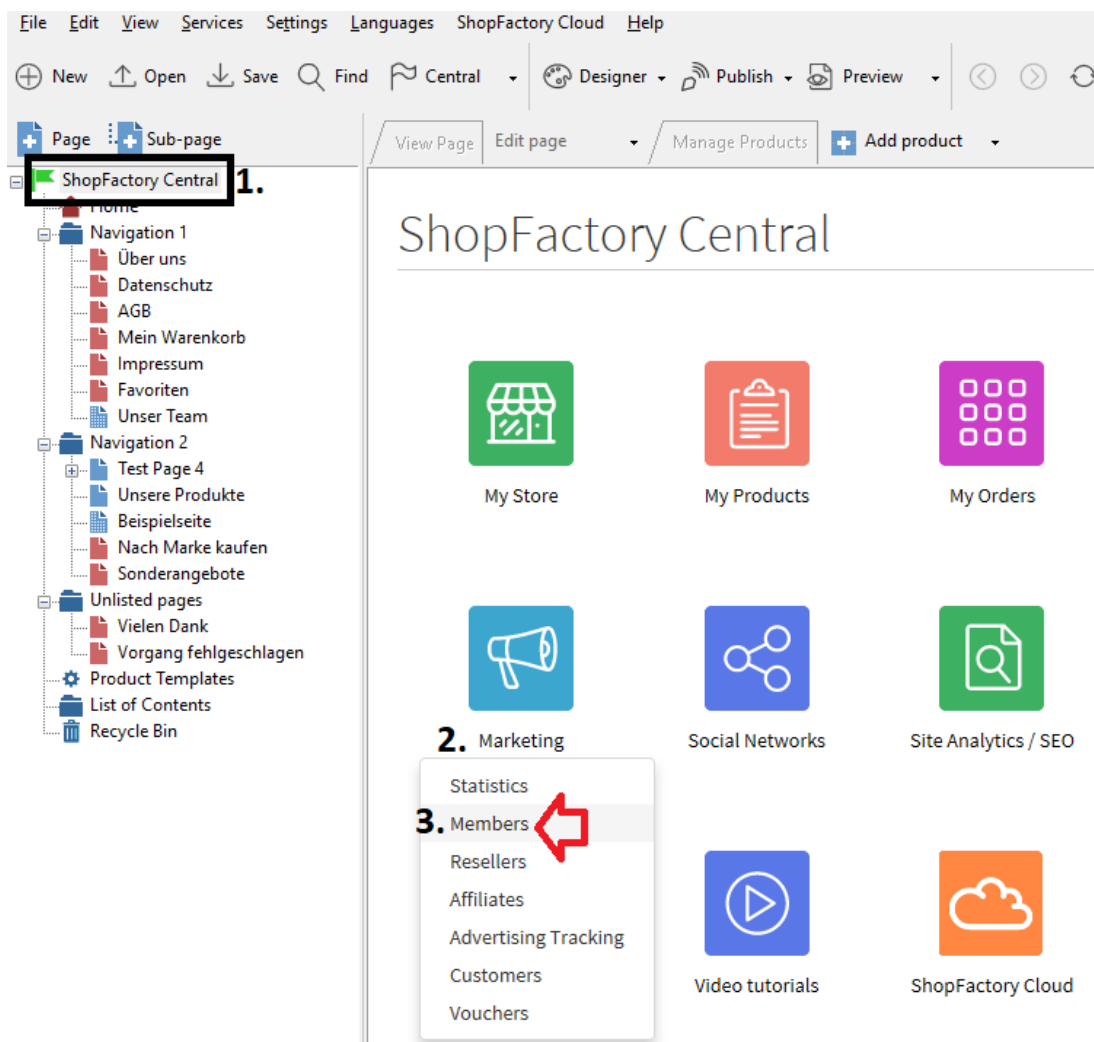 File Edit View Services Settings Languages ShopFactory Cloud Help
New Open Save Find Central Designer Publish Preview
Page Sub-page View Page Edit page Manage Products Add product
ShopFactory Central 1.
Home
Navigation 1
Über uns
Datenschutz
AGB
Mein Warenkorb
Impressum
Favoriten
Unser Team
Navigation 2
Test Page 4
Unsere Produkte
Beispielseite
Nach Marke kaufen
Sonderangebote
Unlisted pages
Vielen Dank
Vorgang fehlgeschlagen
Product Templates
List of Contents
Recycle Bin
ShopFactory Central
My Store My Products My Orders
2. Marketing Social Networks Site Analytics / SEO
Statistics
3. Members
Resellers
Affiliates
Advertising Tracking
Customers
Vouchers
Video tutorials ShopFactory Cloud